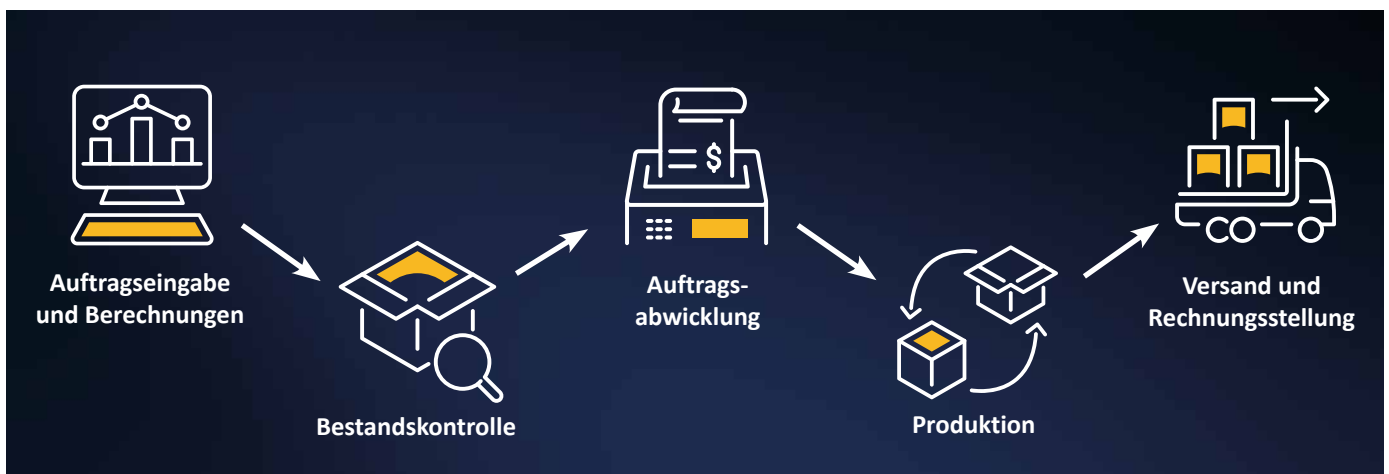 Auftragseingabe
und Berechnungen
Bestandskontrolle
$
Auftrags-
abwicklung
Produktion
Versand und
Rechnungsstellung